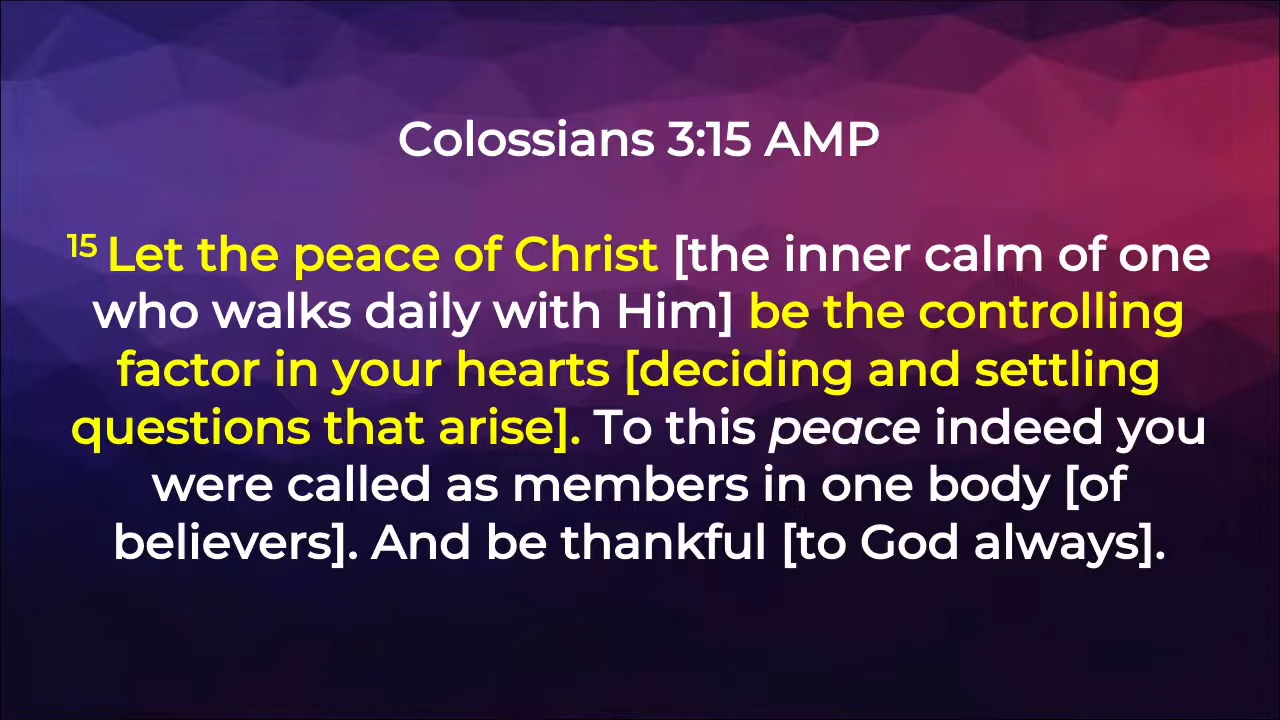 Colossians 3:15 AMP
15 Let the peace of Christ [the inner calm of one
who walks daily with Him] be the controlling
factor in your hearts [deciding and settling
questions that arise]. To this peace indeed you
were called as members in one body [of
believers]. And be thankful [to God always].